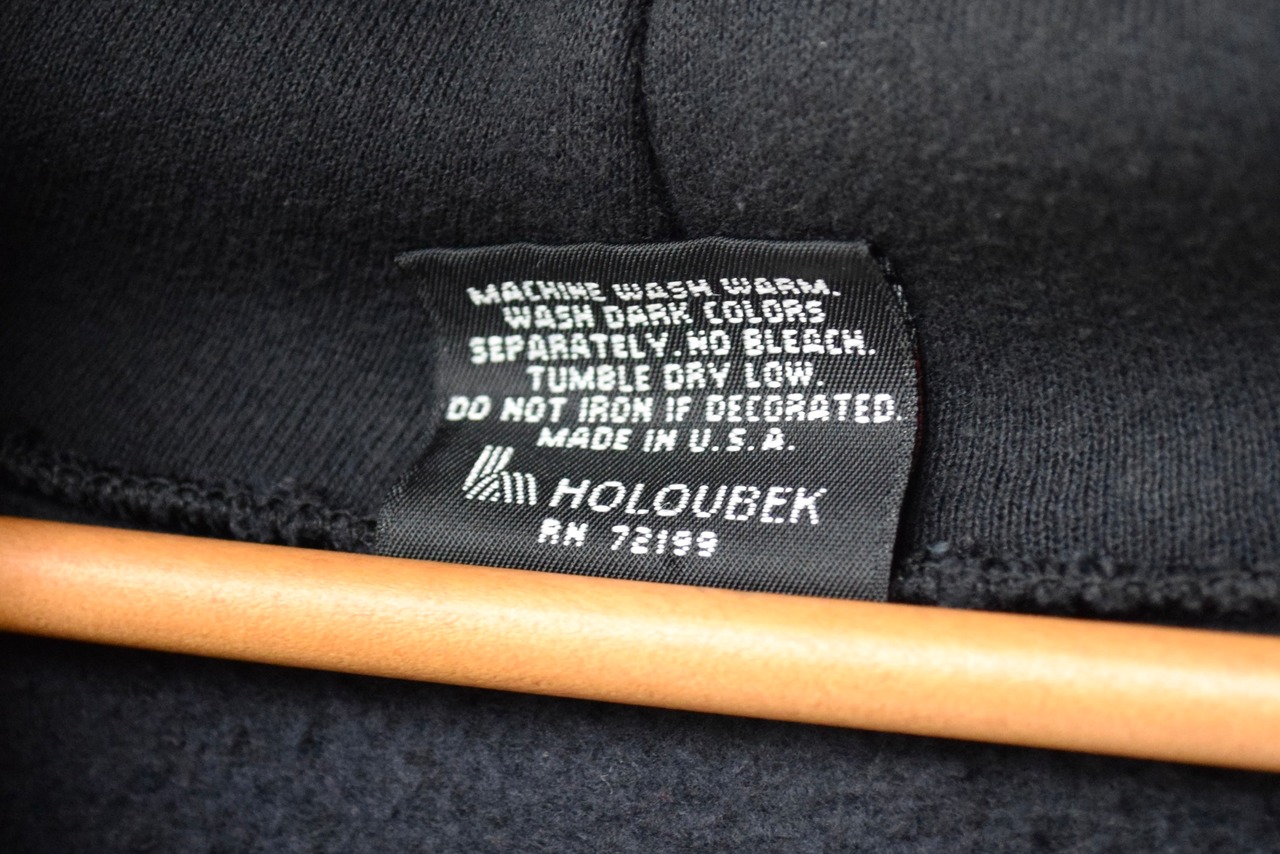 MACHINE WASH WARM.
WASH DARK COLORS
SEPARATELY. NO BLEACH.
TUMBLE DRY LOW.
DO NOT IRON IF DECORATED.
MADE IN U.S.A.
HOLOUBEK
RN 72199